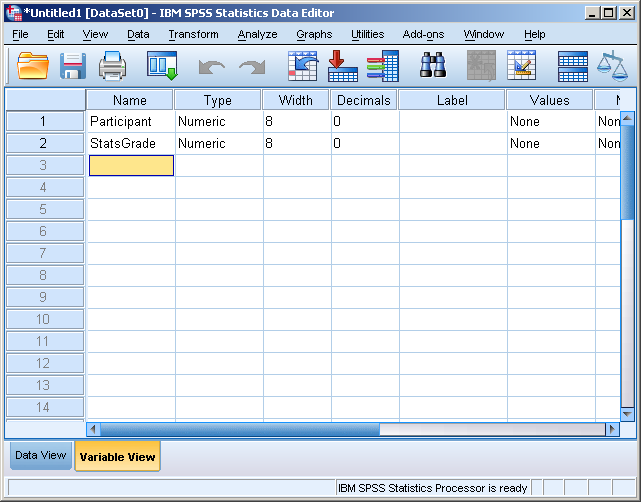 *Untitled1 [DataSet0] - IBM SPSS Statistics Data Editor
File Edit View Data Transform Analyze Graphs Utilities Add-ons Window Help
Name Type Width Decimals Label Values
1 Participant Numeric 8 0 None Non
2 StatsGrade Numeric 8 0 None Non
3
4
5
6
7
8
9
10
11
12
13
14
Data View Variable View
IBM SPSS Statistics Processor is ready